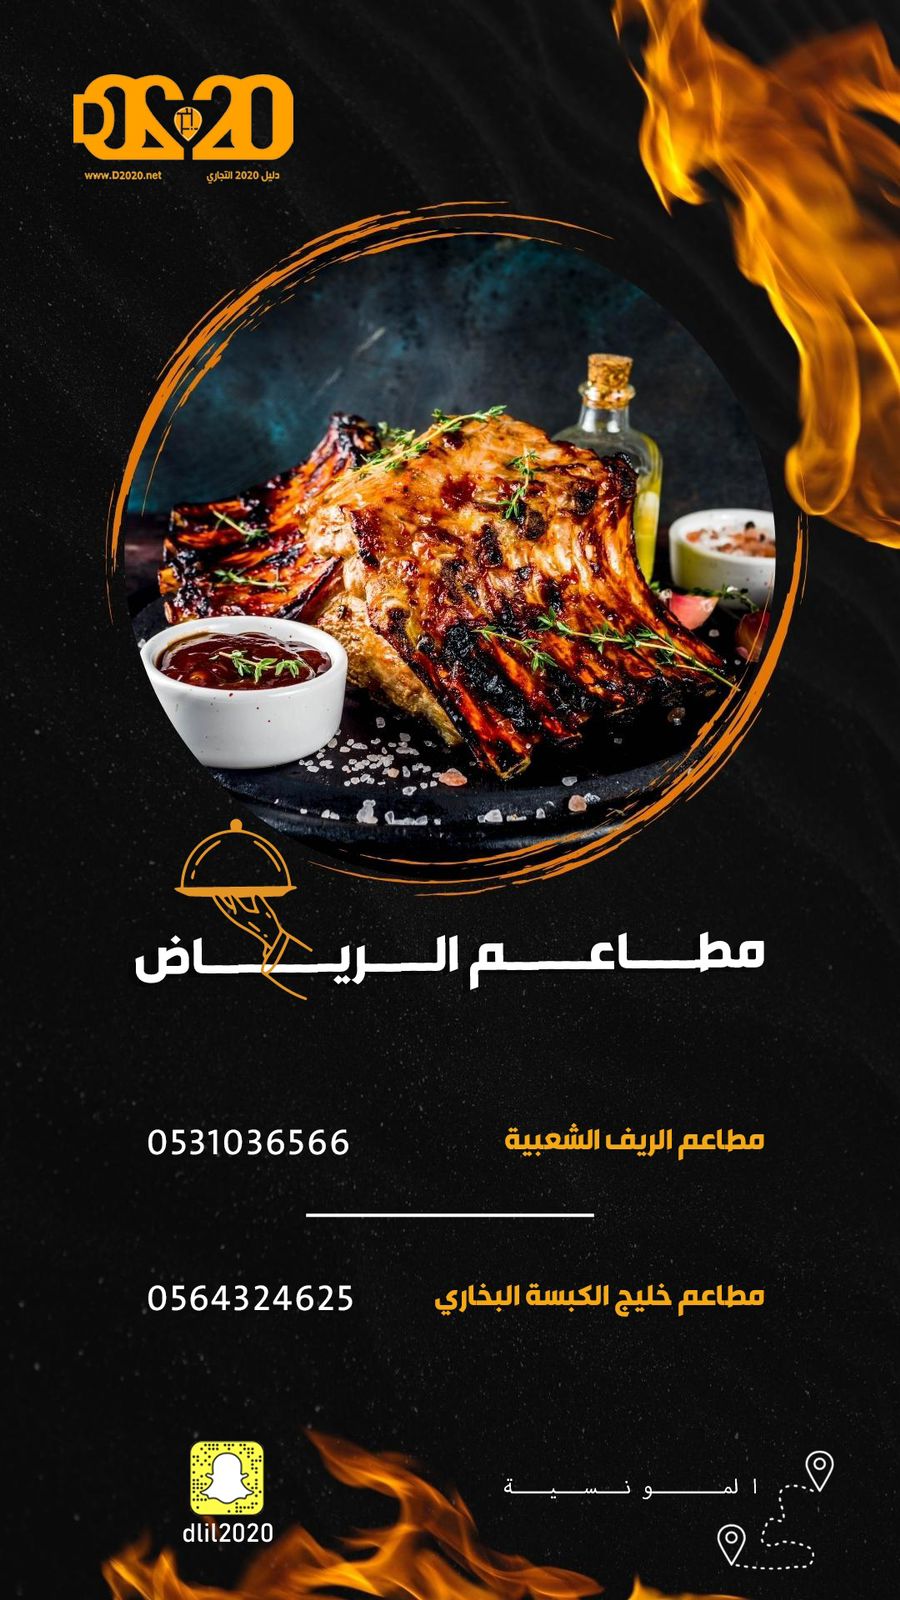 D2020
www.D2020.net دليل 2020 التجاري
مطاعم الرياض
مطاعم الريف الشعبية 0531036566
مطاعم خليج الكبسة البخاري 0564324625
المونسية
dlil2020